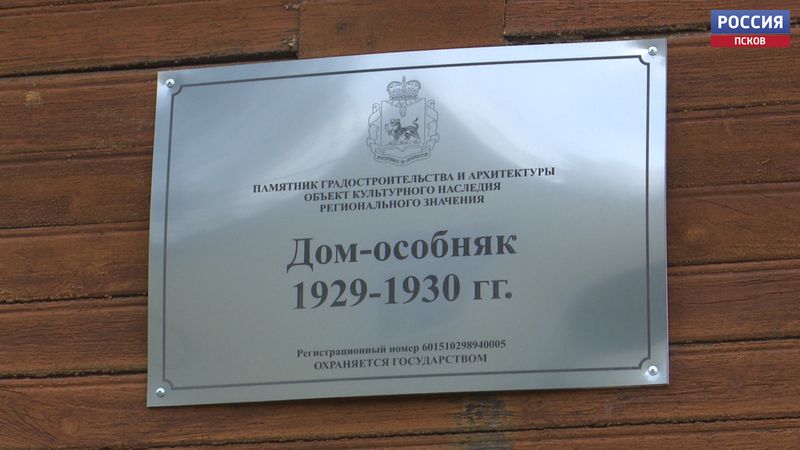 РОССИЯ
ПСКОВ
ПАМЯТНИК ГРАДОСТРОИТЕЛЬСТВА И АРХИТЕКТУРЫ
ОБЪЕКТ КУЛЬТУРНОГО НАСЛЕДИЯ
РЕГИОНАЛЬНОГО ЗНАЧЕНИЯ
Дом-особняк
1929-1930 гг.
Регистрационный номер 601510298940005
ОХРАНЯЕТСЯ ГОСУДАРСТВОМ